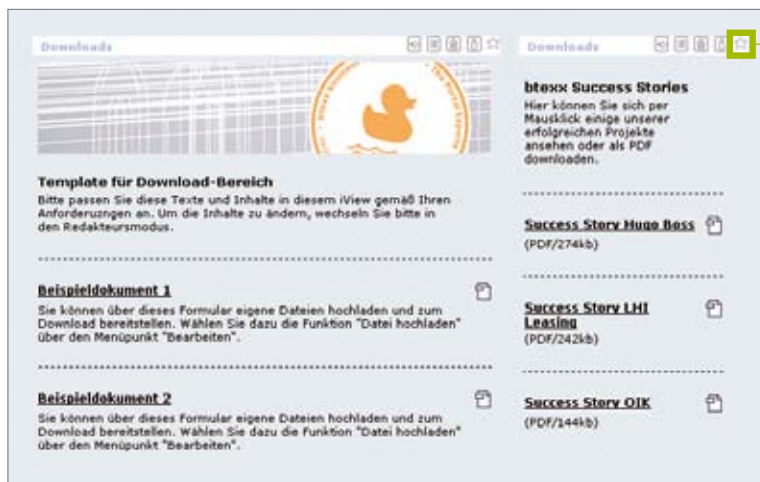 Downloads
Template für Download-Bereich
Bitte passen Sie diese Texte und Inhalte in diesem iView gemäß Ihren
Anforderuzngen an. Um die Inhalte zu ändern, wechseln Sie bitte in
den Redakteursmodus.
Beispieldokument 1
Sie können über dieses Formular eigene Dateien hochladen und zum
Download bereitstellen. Wählen Sie dazu die Funktion "Datei hochladen"
über den Menüpunkt "Bearbeiten".
Beispieldokument 2
Sie können über dieses Formular eigene Dateien hochladen und zum
Download bereitstellen. Wählen Sie dazu die Funktion "Datei hochladen"
über den Menüpunkt "Bearbeiten".
Downloads
btexx Success Stories
Hier können Sie sich per
Mausklick einige unserer
erfolgreichen Projekte
ansehen oder als PDF
downloaden.
Success Story Hugo Boss
(PDF/274kb)
Success Story LHI
Leasing
(PDF/242kb)
Success Story OIK
(PDF/144kb)